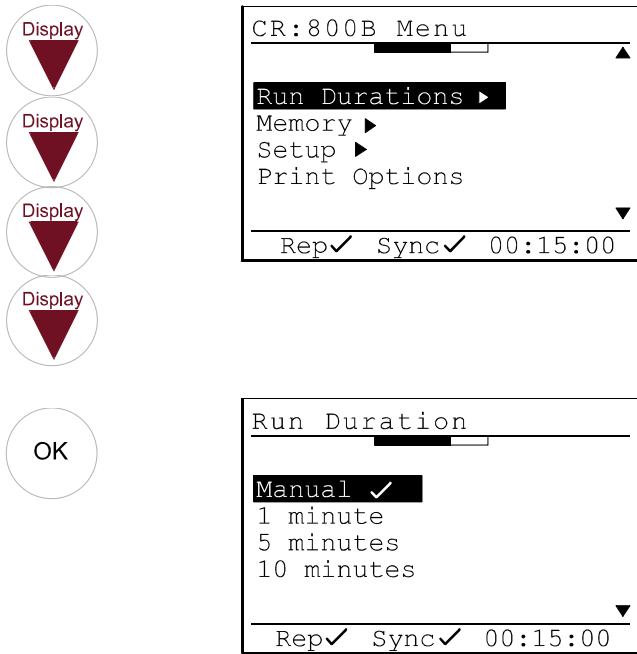 Display
Display
Display
Display
CR:800B Menu
Run Durations ▶
Memory ▶
Setup ▶
Print Options
Rep✓ Sync✓ 00:15:00
OK
Run Duration
Manual ✓
1 minute
5 minutes
10 minutes
Rep✓ Sync✓ 00:15:00